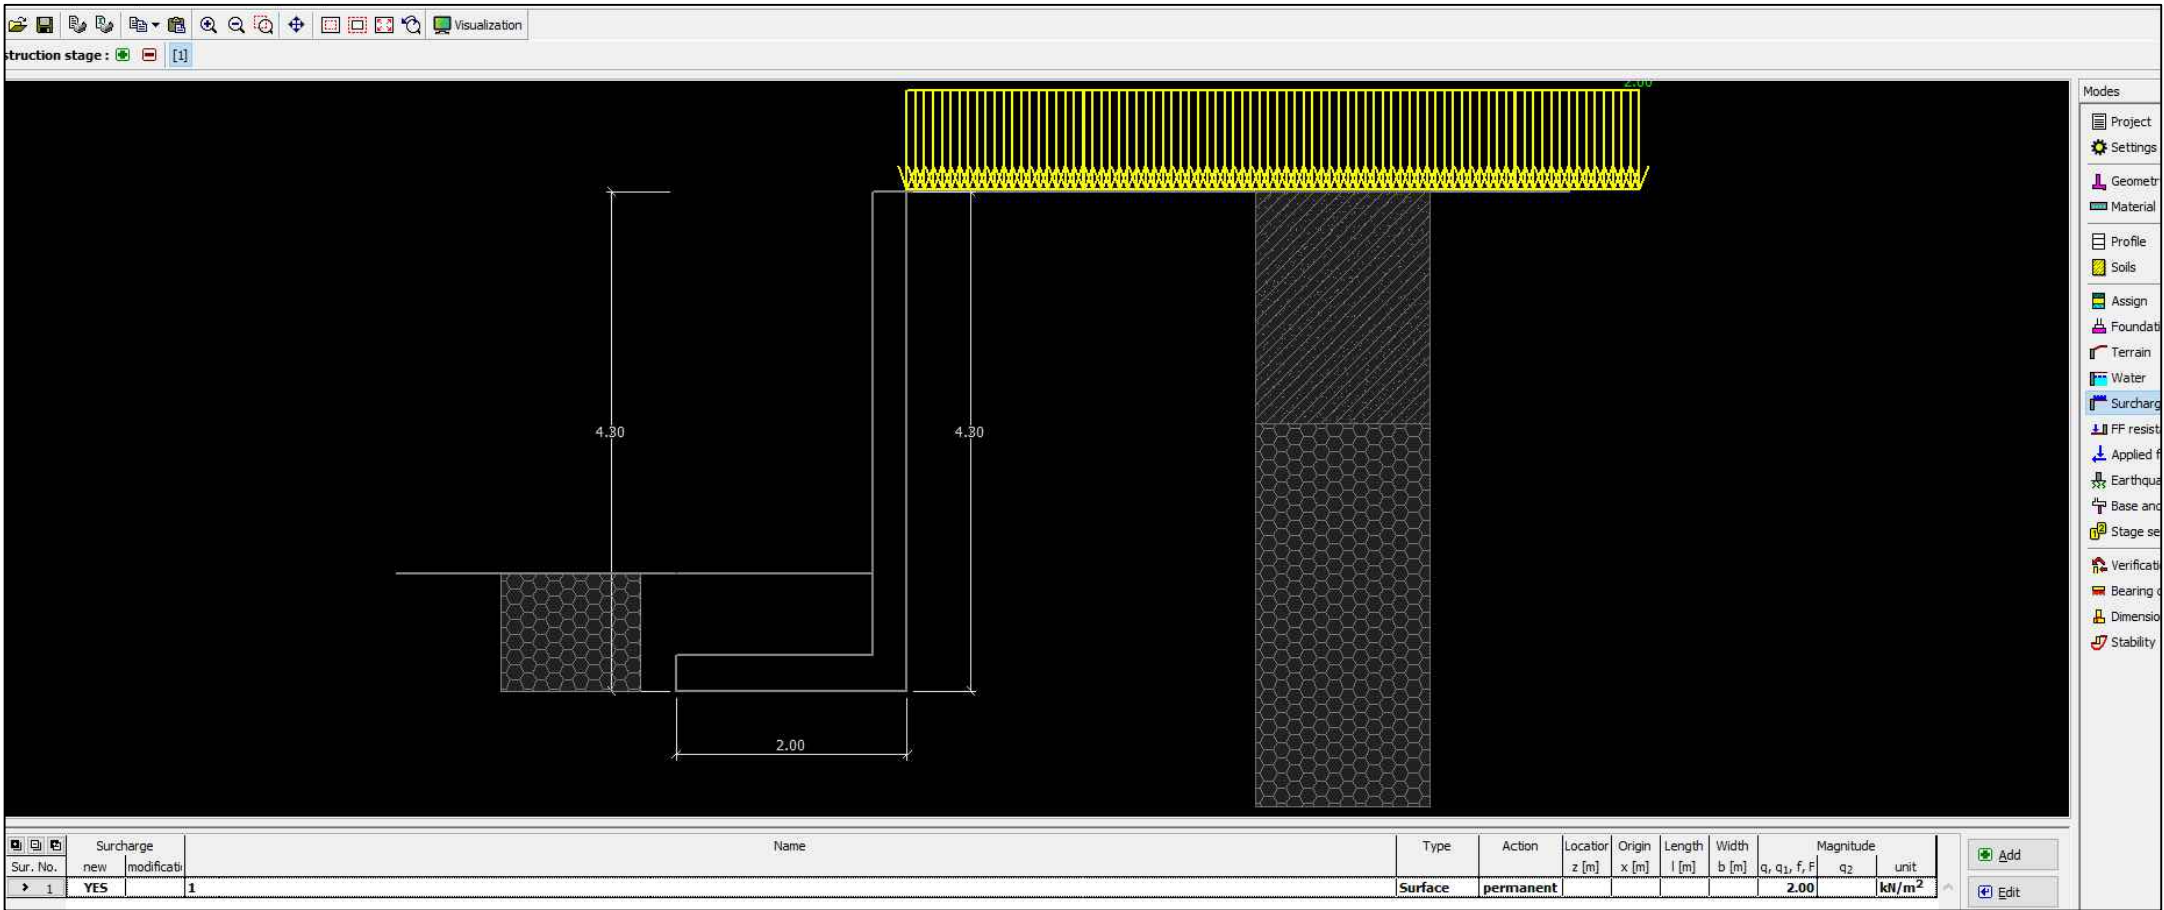 Visualization
struction stage : [1]
Modes
Project
Settings
Geometr
Material
Profile
Soils
Assign
Foundati
Terrain
Water
Surcharg
FF resist
Applied f
Earthqua
Base and
Stage se
Verificati
Bearing c
Dimensio
Stability
2.00
4.30 4.30
2.00
Surcharge Name Type Action Location Origin Length Width Magnitude
Sur. No. new modificati z [m] x [m] l [m] b [m] q, q₁, f, F q₂ unit
1 YES 1 Surface permanent 2.00 kN/m²
Add
Edit